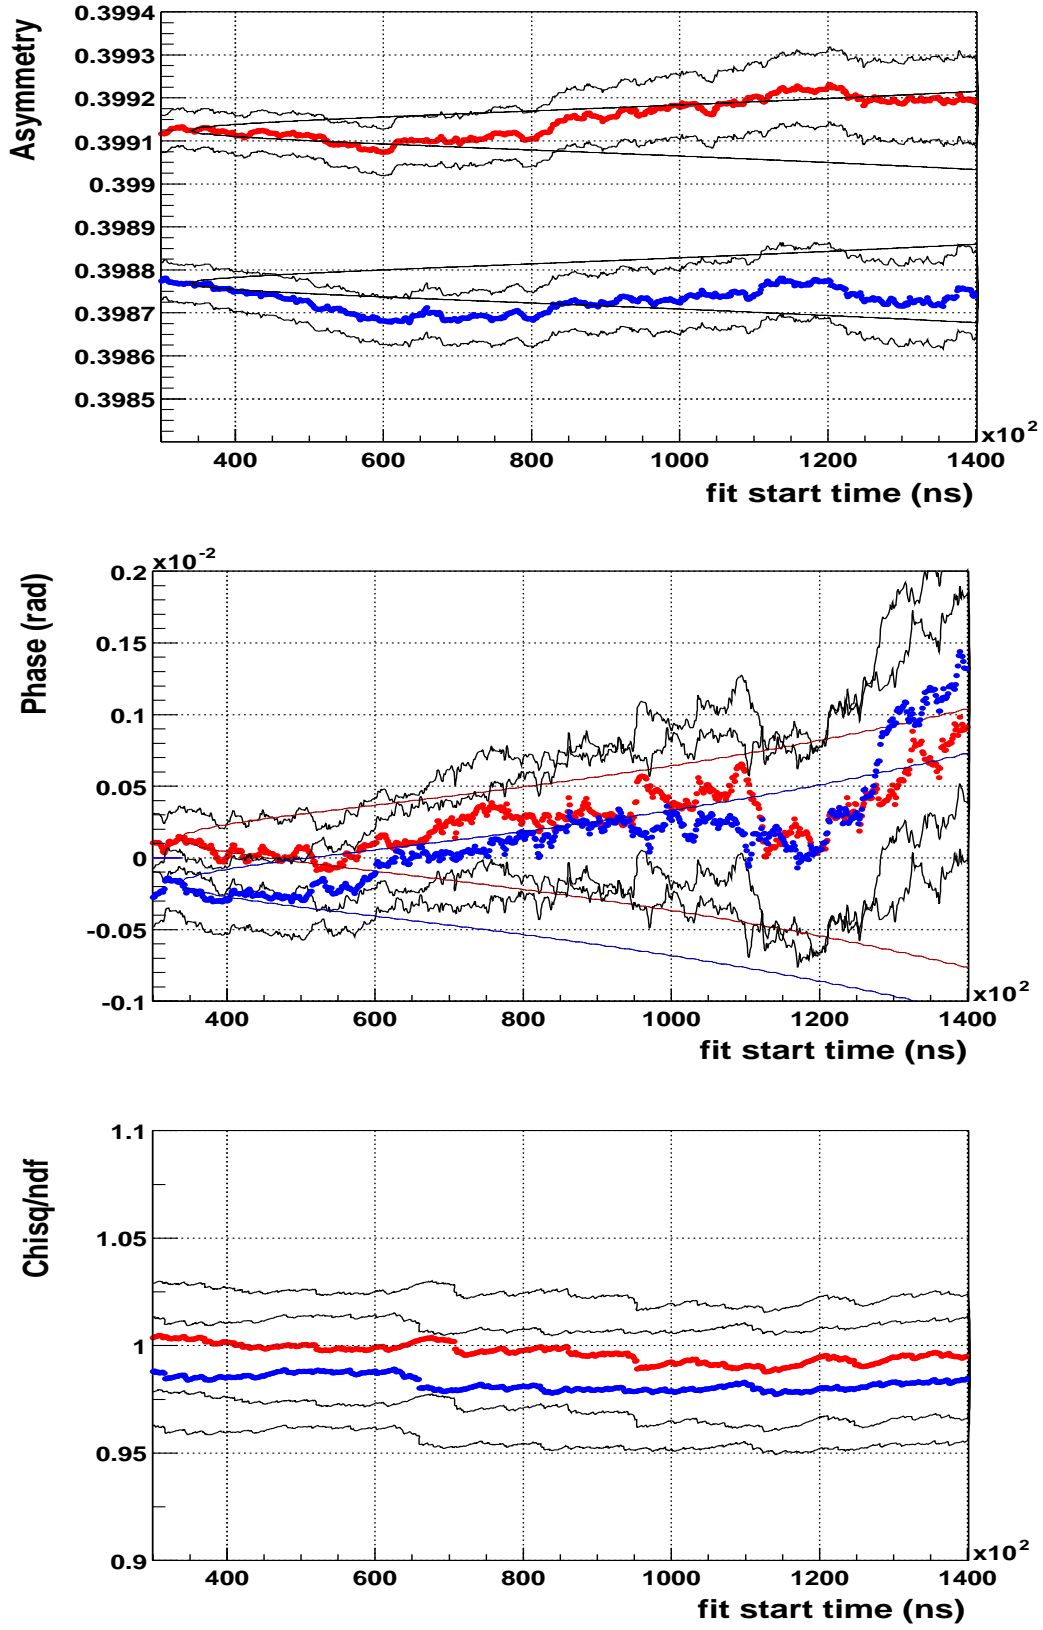 Asymmetry
0.3994
0.3993
0.3992
0.3991
0.399
0.3989
0.3988
0.3987
0.3986
0.3985
400 600 800 1000 1200 1400
x10²
fit start time (ns)
Phase (rad)
x10⁻²
0.2
0.15
0.1
0.05
0
-0.05
-0.1
400 600 800 1000 1200 1400
x10²
fit start time (ns)
Chisq/ndf
1.1
1.05
1
0.95
0.9
400 600 800 1000 1200 1400
x10²
fit start time (ns)